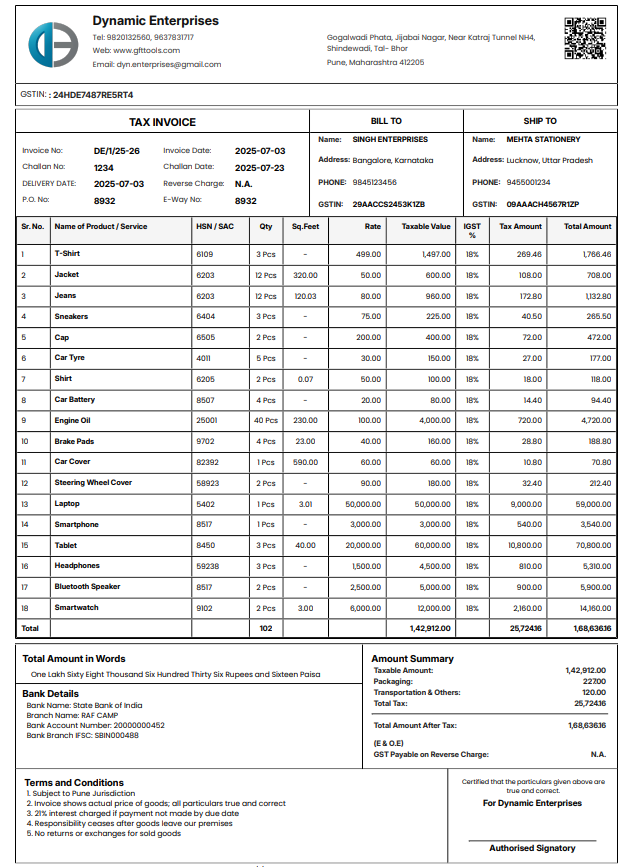 Dynamic Enterprises
Tel: 9820132560, 9637831717
Web: www.gfttools.com
Email: dyn.enterprises@gmail.com
Gogalwadi Phata, Jijabai Nagar, Near Katraj Tunnel NH4,
Shindewadi, Tal- Bhor
Pune, Maharashtra 412205
GSTIN: : 24HDE7487RE5RT4
TAX INVOICE
Invoice No: DE/1/25-26 Invoice Date: 2025-07-03
Challan No: 1234 Challan Date: 2025-07-23
DELIVERY DATE: 2025-07-03 Reverse Charge: N.A.
P.O. No: 8932 E-Way No: 8932
BILL TO
Name: SINGH ENTERPRISES
Address: Bangalore, Karnataka
PHONE: 9845123456
GSTIN: 29AACCS2453K1ZB
SHIP TO
Name: MEHTA STATIONERY
Address: Lucknow, Uttar Pradesh
PHONE: 9455001234
GSTIN: 09AAACH4567R1ZP
Sr. No. Name of Product / Service HSN / SAC Qty Sq.Feet Rate Taxable Value IGST % Tax Amount Total Amount
1 T-Shirt 6109 3 Pcs - 499.00 1,497.00 18% 269.46 1,766.46
2 Jacket 6203 12 Pcs 320.00 50.00 600.00 18% 108.00 708.00
3 Jeans 6203 12 Pcs 120.03 80.00 960.00 18% 172.80 1,132.80
4 Sneakers 6404 3 Pcs - 75.00 225.00 18% 40.50 265.50
5 Cap 6505 2 Pcs - 200.00 400.00 18% 72.00 472.00
6 Car Tyre 4011 5 Pcs - 30.00 150.00 18% 27.00 177.00
7 Shirt 6205 2 Pcs 0.07 50.00 100.00 18% 18.00 118.00
8 Car Battery 8507 4 Pcs - 20.00 80.00 18% 14.40 94.40
9 Engine Oil 25001 40 Pcs 230.00 100.00 4,000.00 18% 720.00 4,720.00
10 Brake Pads 9702 4 Pcs 23.00 40.00 160.00 18% 28.80 188.80
11 Car Cover 82392 1 Pcs 590.00 60.00 60.00 18% 10.80 70.80
12 Steering Wheel Cover 58923 2 Pcs - 90.00 180.00 18% 32.40 212.40
13 Laptop 5402 1 Pcs 3.01 50,000.00 50,000.00 18% 9,000.00 59,000.00
14 Smartphone 8517 1 Pcs - 3,000.00 3,000.00 18% 540.00 3,540.00
15 Tablet 8450 3 Pcs 40.00 20,000.00 60,000.00 18% 10,800.00 70,800.00
16 Headphones 59238 3 Pcs - 1,500.00 4,500.00 18% 810.00 5,310.00
17 Bluetooth Speaker 8517 2 Pcs - 2,500.00 5,000.00 18% 900.00 5,900.00
18 Smartwatch 9102 2 Pcs 3.00 6,000.00 12,000.00 18% 2,160.00 14,160.00
Total 102 1,42,912.00 25,724.16 1,68,636.16
Total Amount in Words
One Lakh Sixty Eight Thousand Six Hundred Thirty Six Rupees and Sixteen Paisa
Bank Details
Bank Name: State Bank of India
Branch Name: RAF CAMP
Bank Account Number: 20000000452
Bank Branch IFSC: SBIN000488
Amount Summary
Taxable Amount: 1,42,912.00
Packaging: 227.00
Transportation & Others: 120.00
Total Tax: 25,724.16
Total Amount After Tax: 1,68,636.16
(E & O.E)
GST Payable on Reverse Charge: N.A.
Terms and Conditions
1. Subject to Pune Jurisdiction
2. Invoice shows actual price of goods; all particulars true and correct
3. 21% interest charged if payment not made by due date
4. Responsibility ceases after goods leave our premises
5. No returns or exchanges for sold goods
Certified that the particulars given above are
true and correct.
For Dynamic Enterprises
Authorised Signatory